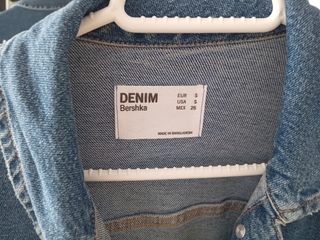 DENIM
Bershka
EUR S
USA S
MEX 26
MADE IN BANGLADESH